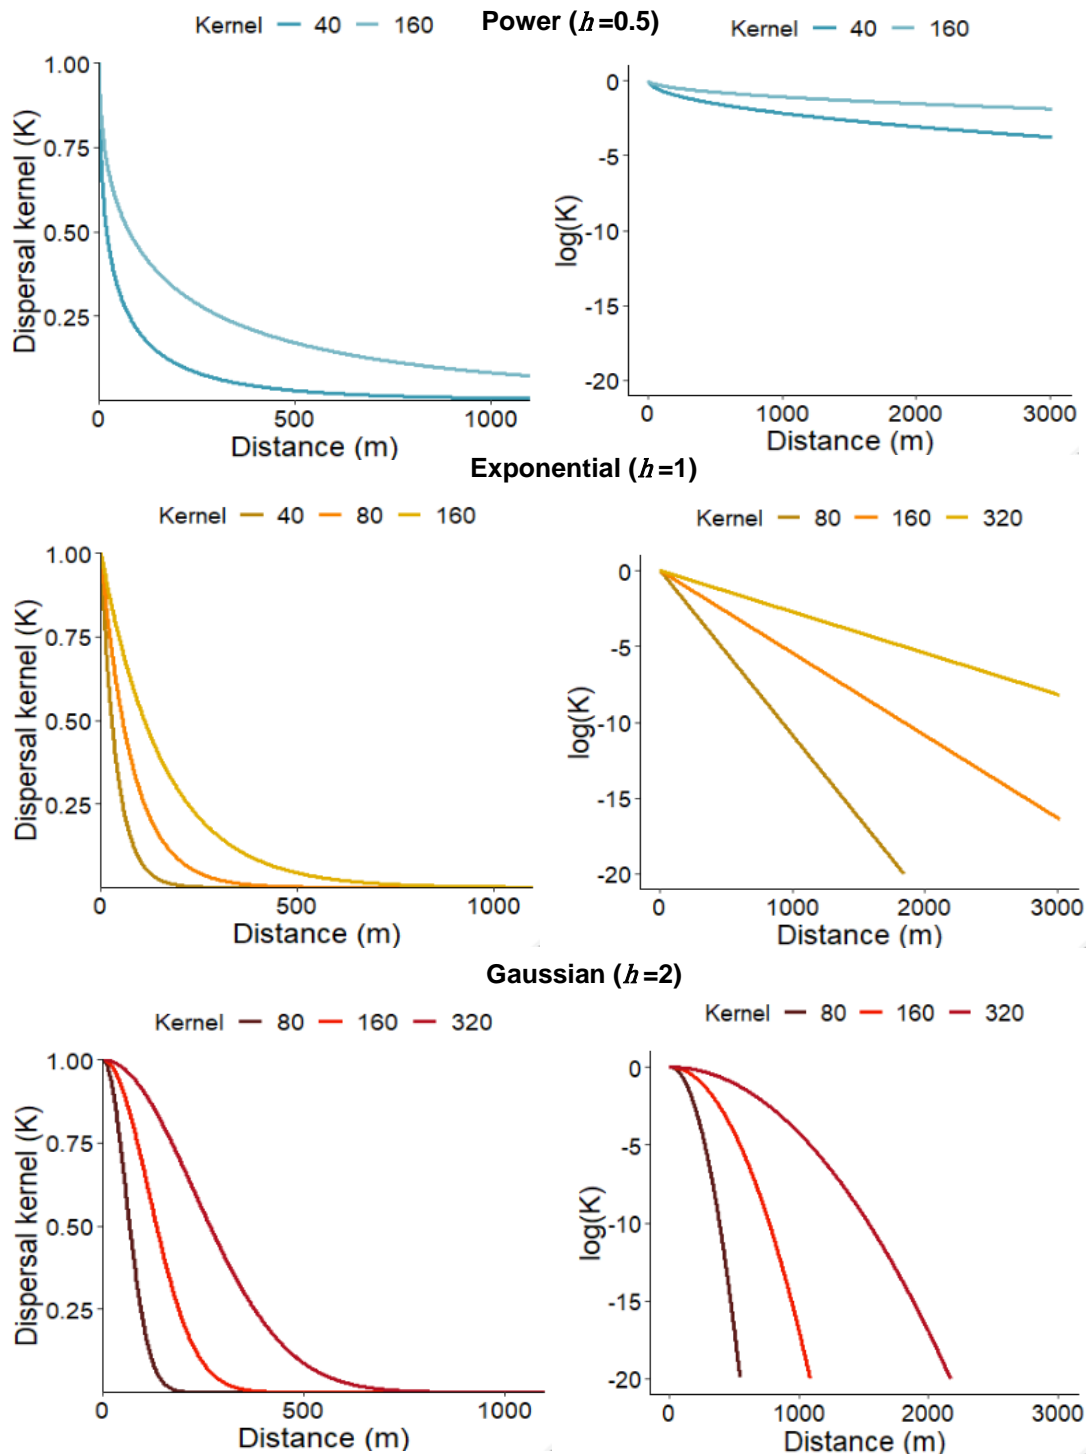 Power (h=0.5)
Kernel 40 160
Kernel 40 160
1.00
0.75
0.50
0.25
Dispersal kernel (K)
0 500 1000
Distance (m)
0
-5
-10
-15
-20
log(K)
0 1000 2000 3000
Distance (m)
Exponential (h=1)
Kernel 40 80 160
Kernel 80 160 320
1.00
0.75
0.50
0.25
Dispersal kernel (K)
0 500 1000
Distance (m)
0
-5
-10
-15
-20
log(K)
0 1000 2000 3000
Distance (m)
Gaussian (h=2)
Kernel 80 160 320
Kernel 80 160 320
1.00
0.75
0.50
0.25
Dispersal kernel (K)
0 500 1000
Distance (m)
0
-5
-10
-15
-20
log(K)
0 1000 2000 3000
Distance (m)